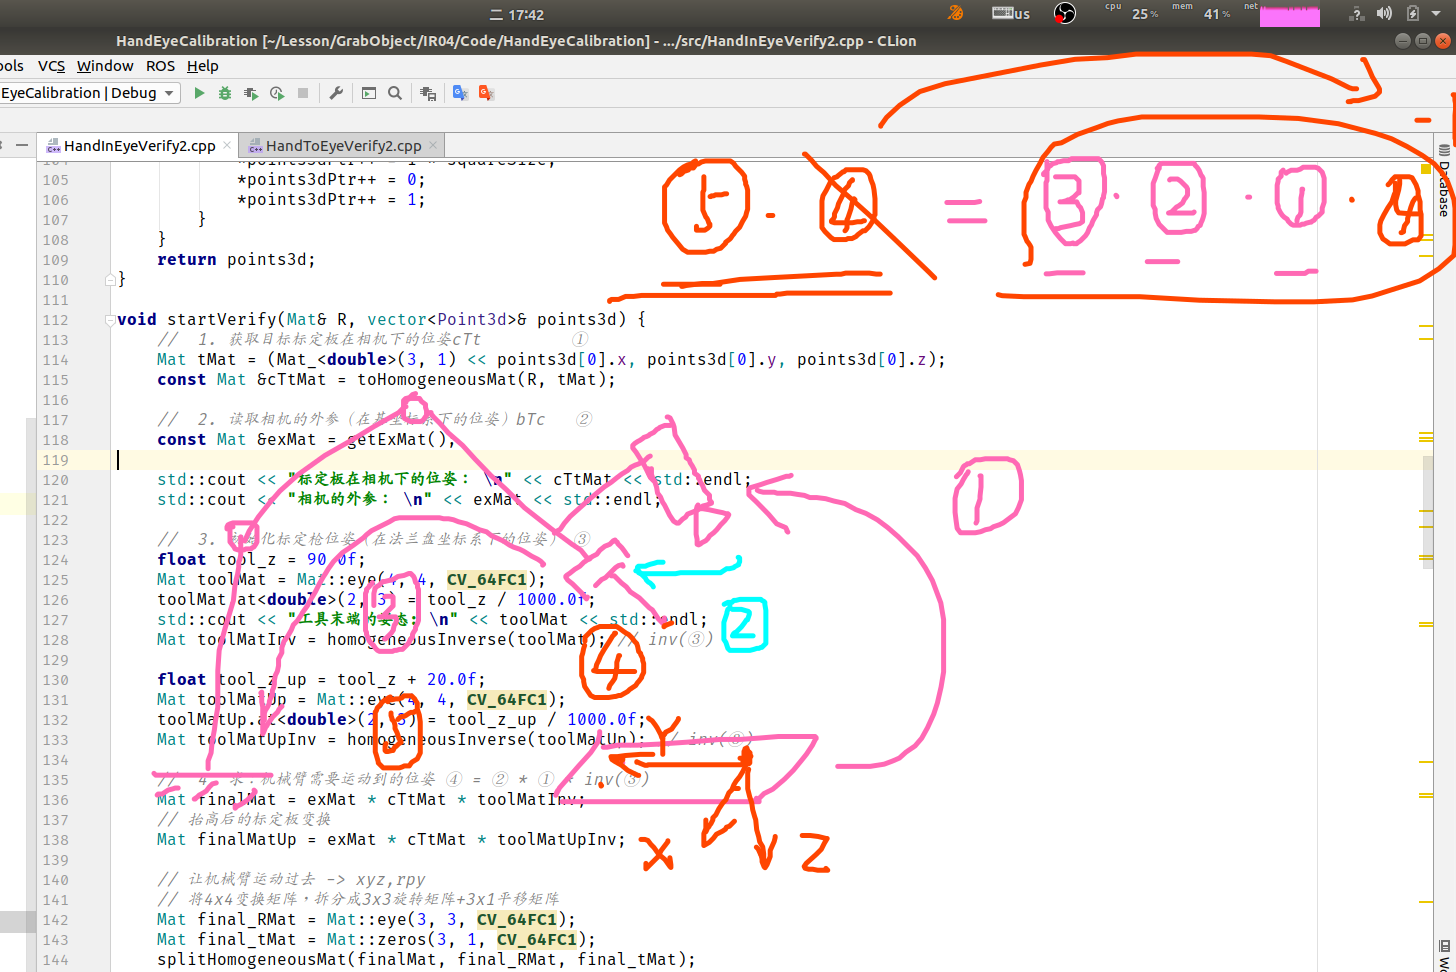 二 17:42
us
cpu 25 % mem 41 % net
HandEyeCalibration [~/Lesson/GrabObject/IR04/Code/HandEyeCalibration] - .../src/HandInEyeVerify2.cpp - CLion
ools VCS Window ROS Help
EyeCalibration | Debug
HandInEyeVerify2.cpp HandToEyeVerify2.cpp
Database
5 · 4 = 3 · 2 · 1 · 4
105 *points3dPtr++ = 0;
106 *points3dPtr++ = 1;
107 }
108 }
109 return points3d;
110 }
111
112 void startVerify(Mat& R, vector<Point3d>& points3d) {
113 // 1. 获取目标标定板在相机下的位姿cTt ①
114 Mat tMat = (Mat_<double>(3, 1) << points3d[0].x, points3d[0].y, points3d[0].z);
115 const Mat &cTtMat = toHomogeneousMat(R, tMat);
116
117 // 2. 读取相机的外参（在基坐标系下的位姿）bTc ②
118 const Mat &exMat = getExMat();
119
120 std::cout << "标定板在相机下的位姿: \n" << cTtMat << std::endl;
121 std::cout << "相机的外参: \n" << exMat << std::endl;
122
123 // 3. 初始化标定枪位姿（在法兰盘坐标系下的位姿） ③
124 float tool_z = 90.0f;
125 Mat toolMat = Mat::eye(4, 4, CV_64FC1);
126 toolMat.at<double>(2, 3) = tool_z / 1000.0f;
127 std::cout << "工具末端的姿态: \n" << toolMat << std::endl;
128 Mat toolMatInv = homogeneousInverse(toolMat); // inv(③)
129
130 float tool_z_up = tool_z + 20.0f;
131 Mat toolMatUp = Mat::eye(4, 4, CV_64FC1);
132 toolMatUp.at<double>(2, 3) = tool_z_up / 1000.0f;
133 Mat toolMatUpInv = homogeneousInverse(toolMatUp); // inv(③)
134
135 // 4. 求：机械臂需要运动到的位姿 ④ = ② * ① * inv(③)
136 Mat finalMat = exMat * cTtMat * toolMatInv;
137 // 抬高后的标定板变换
138 Mat finalMatUp = exMat * cTtMat * toolMatUpInv;
139
140 // 让机械臂运动过去 -> xyz,rpy
141 // 将4x4变换矩阵，拆分成3x3旋转矩阵+3x1平移矩阵
142 Mat final_RMat = Mat::eye(3, 3, CV_64FC1);
143 Mat final_tMat = Mat::zeros(3, 1, CV_64FC1);
144 splitHomogeneousMat(finalMat, final_RMat, final_tMat);
1
3
2
4
5
Y
X Z